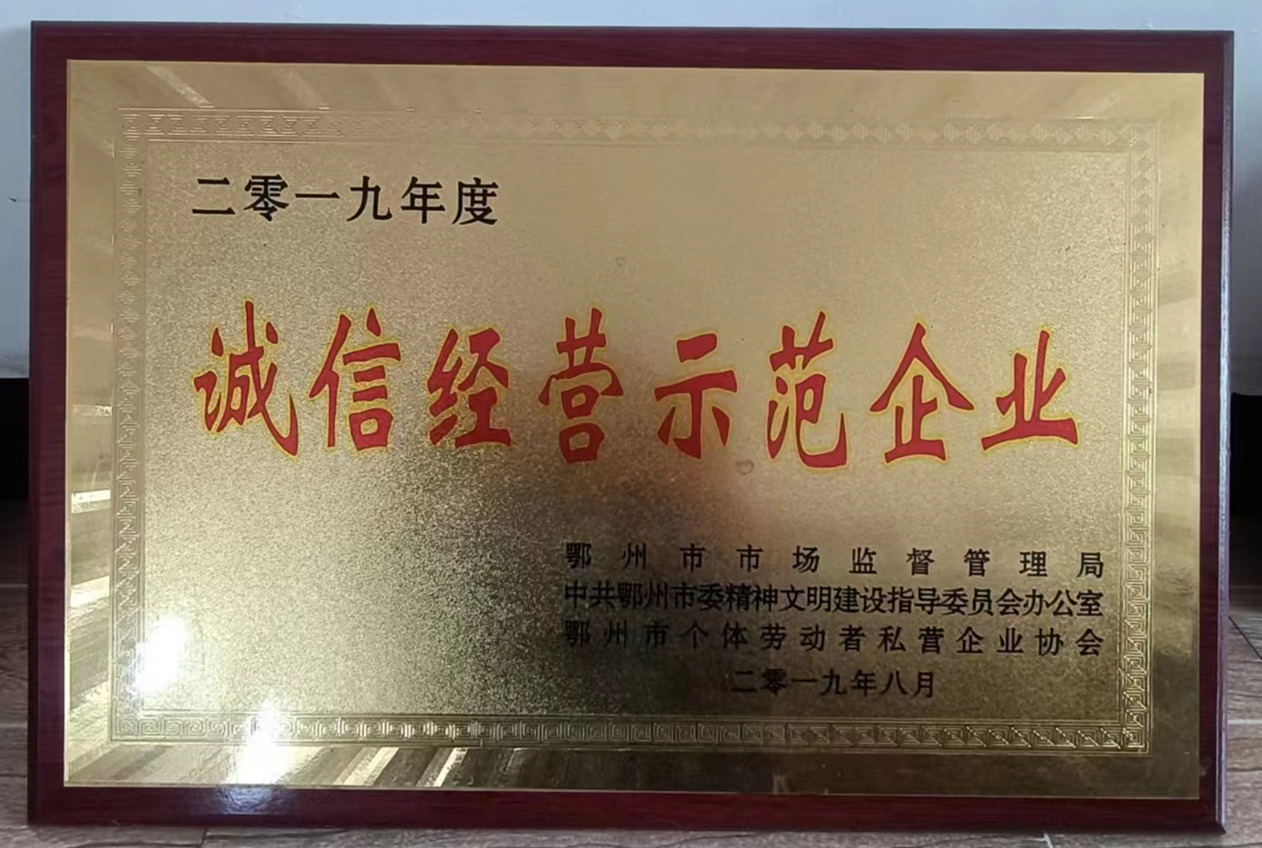 二零一九年度
诚信经营示范企业
鄂州市市场监督管理局
中共鄂州市委精神文明建设指导委员会办公室
鄂州市个体劳动者私营企业协会
二零一九年八月